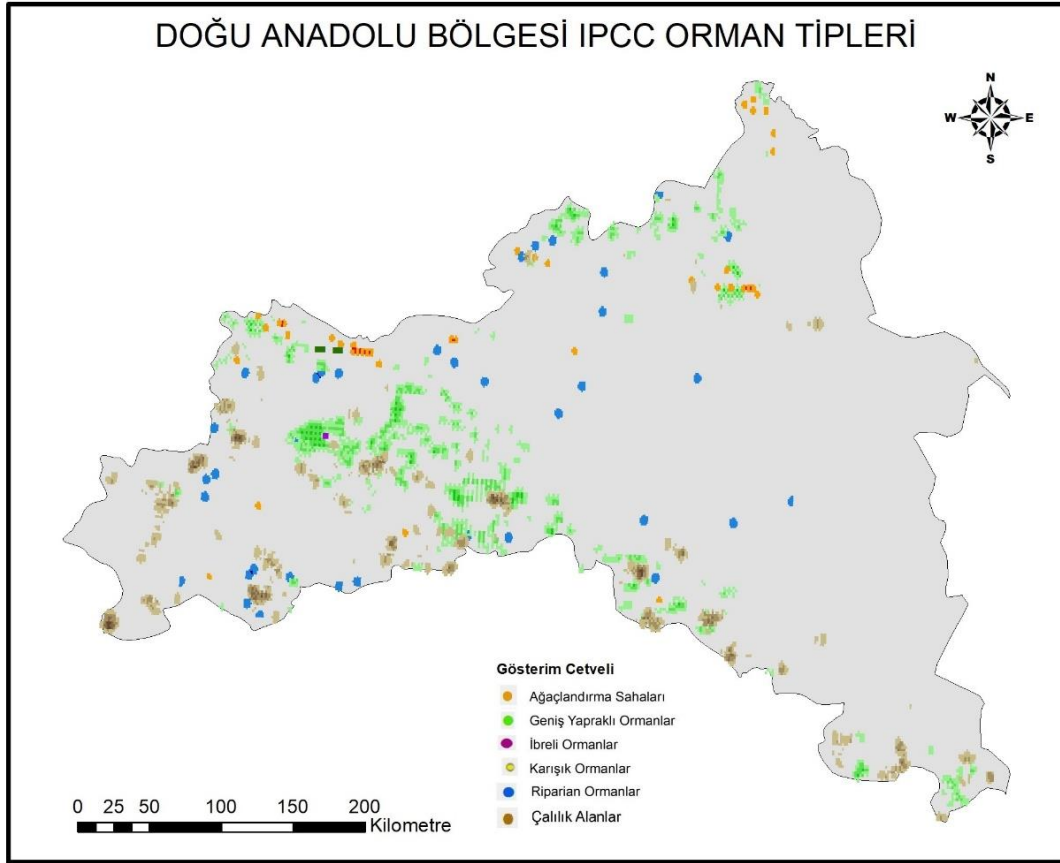 DOĞU ANADOLU BÖLGESİ IPCC ORMAN TİPLERİ
N
W E
S
Gösterim Cetveli
Ağaçlandırma Sahaları
Geniş Yapraklı Ormanlar
İbreli Ormanlar
Karışık Ormanlar
Riparian Ormanlar
Çalılık Alanlar
0 25 50 100 150 200
Kilometre